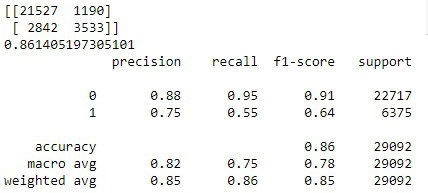 [[21527 1190]
[ 2842 3533]]
0.861405197305101
precision recall f1-score support
0 0.88 0.95 0.91 22717
1 0.75 0.55 0.64 6375
accuracy 0.86 29092
macro avg 0.82 0.75 0.78 29092
weighted avg 0.85 0.86 0.85 29092